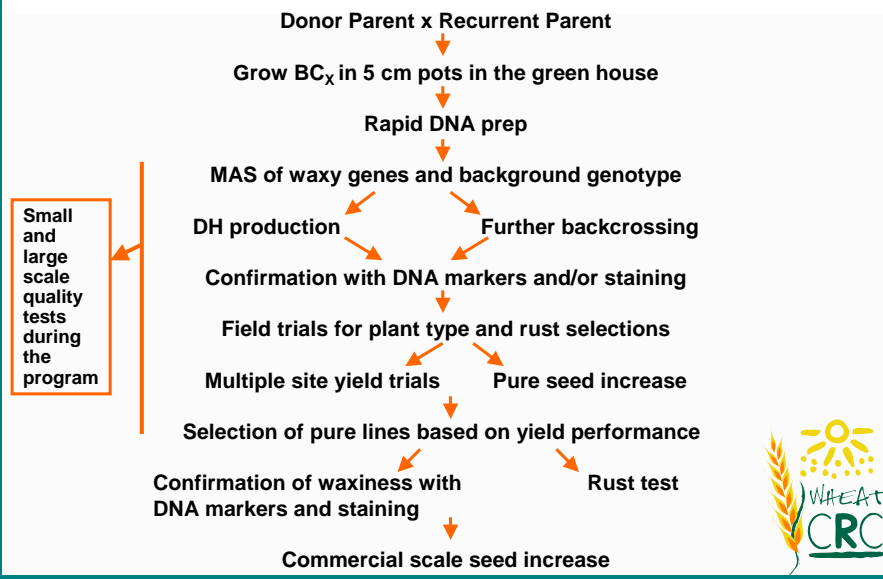 Donor Parent x Recurrent Parent
Grow BCX in 5 cm pots in the green house
Rapid DNA prep
MAS of waxy genes and background genotype
DH production
Further backcrossing
Confirmation with DNA markers and/or staining
Field trials for plant type and rust selections
Multiple site yield trials
Pure seed increase
Selection of pure lines based on yield performance
Confirmation of waxiness with
DNA markers and staining
Rust test
Commercial scale seed increase
Small
and
large
scale
quality
tests
during
the
program
WHEAT
CRC